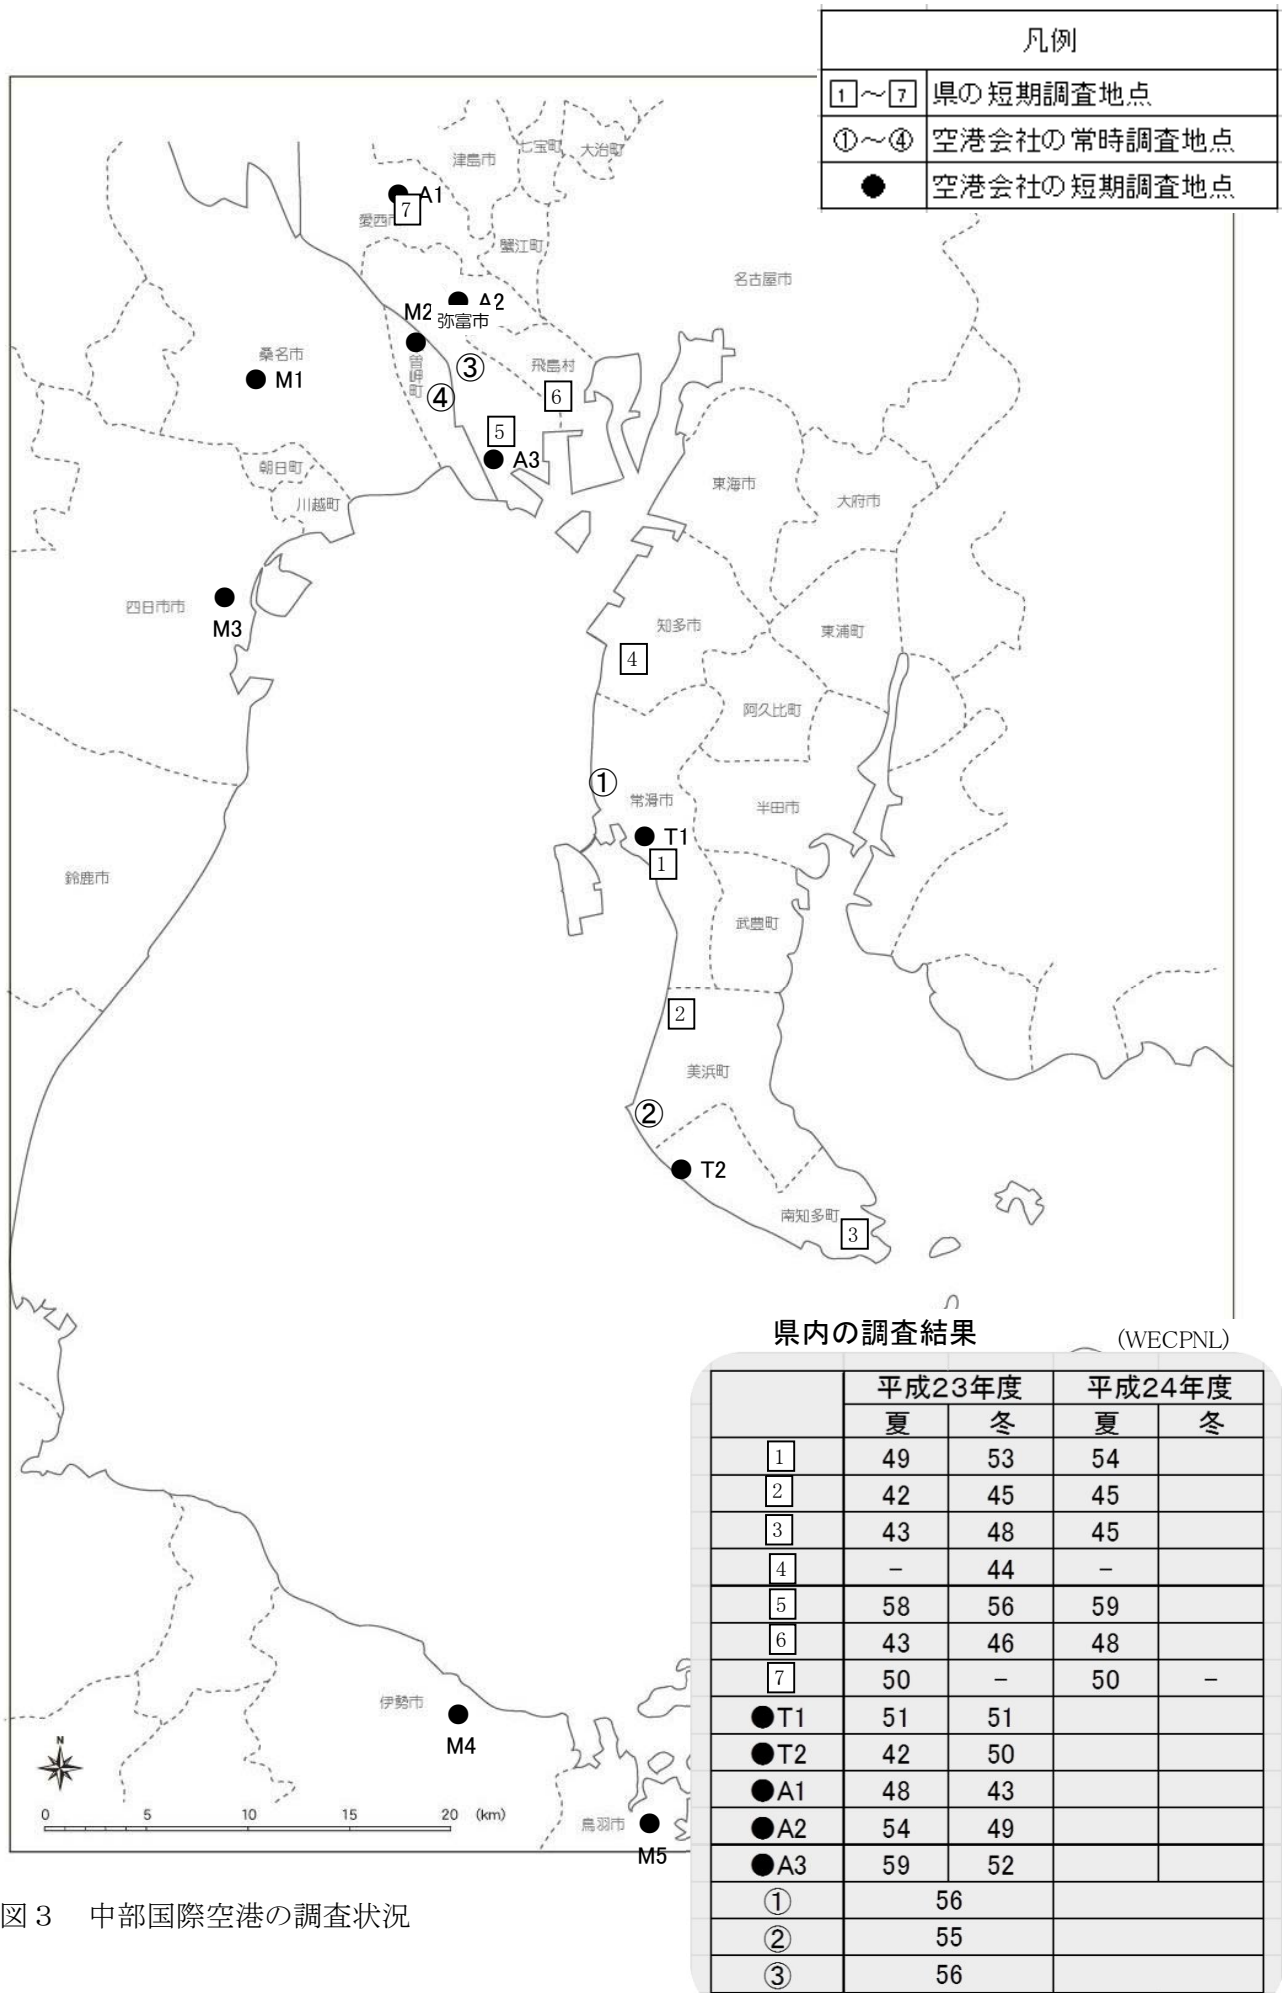 凡例
1～7 県の短期調査地点
①～④ 空港会社の常時調査地点
● 空港会社の短期調査地点
津島市
七宝町
大治町
A1
7
愛西市
蟹江町
名古屋市
A2
M2
弥富市
桑名市
M1
③
飛島村
曽岬町
④
6
5
A3
朝日町
川越町
東海市
大府市
四日市市
M3
知多市
東浦町
4
阿久比町
①
常滑市
半田市
T1
1
鈴鹿市
武豊町
2
美浜町
②
T2
南知多町
3
伊勢市
M4
鳥羽市
M5
N
0 5 10 15 20 (km)
県内の調査結果 (WECPNL)
平成23年度 平成24年度
夏 冬 夏 冬
1 49 53 54
2 42 45 45
3 43 48 45
4 － 44 －
5 58 56 59
6 43 46 48
7 50 － 50 －
●T1 51 51
●T2 42 50
●A1 48 43
●A2 54 49
●A3 59 52
① 56
② 55
③ 56
図３　中部国際空港の調査状況